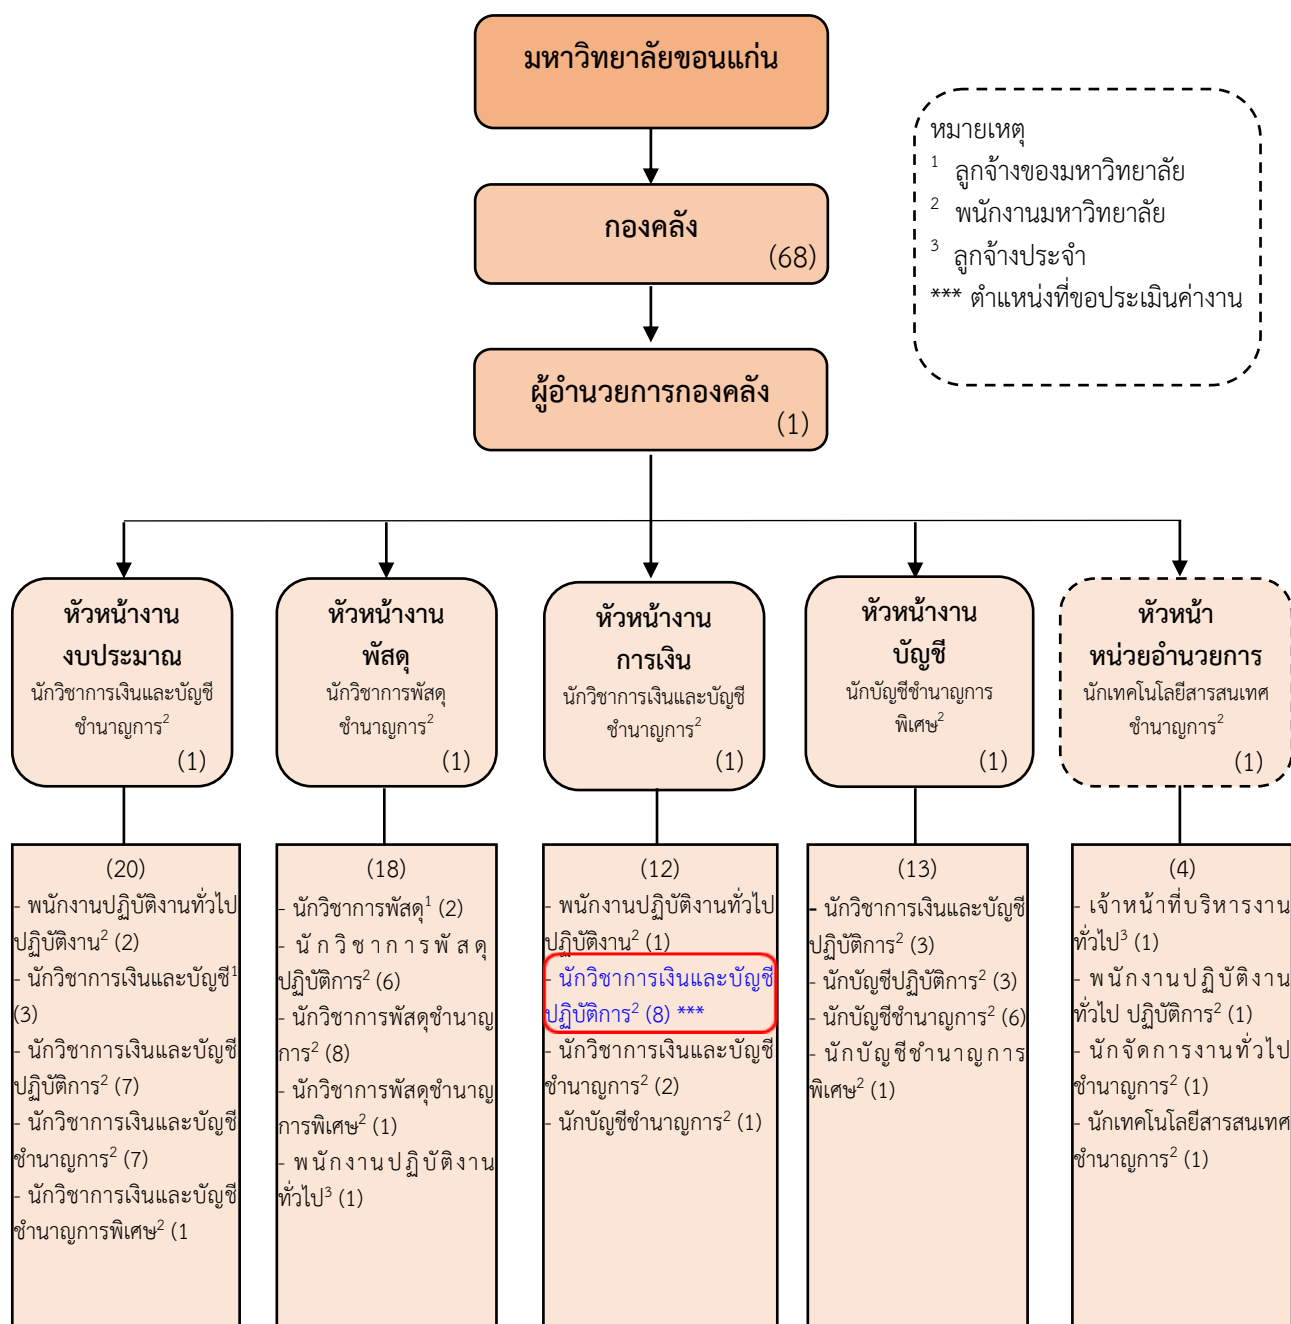 มหาวิทยาลัยขอนแก่น
หมายเหตุ
1 ลูกจ้างของมหาวิทยาลัย
2 พนักงานมหาวิทยาลัย
3 ลูกจ้างประจำ
*** ตำแหน่งที่ขอประเมินค่างาน
กองคลัง
(68)
ผู้อำนวยการกองคลัง
(1)
หัวหน้างาน
งบประมาณ
นักวิชาการเงินและบัญชี
ชำนาญการ2
(1)
หัวหน้างาน
พัสดุ
นักวิชาการพัสดุ
ชำนาญการ2
(1)
หัวหน้างาน
การเงิน
นักวิชาการเงินและบัญชี
ชำนาญการ2
(1)
หัวหน้างาน
บัญชี
นักบัญชีชำนาญการ
พิเศษ2
(1)
หัวหน้า
หน่วยอำนวยการ
นักเทคโนโลยีสารสนเทศ
ชำนาญการ2
(1)
(20)
- พนักงานปฏิบัติงานทั่วไป
ปฏิบัติงาน2 (2)
- นักวิชาการเงินและบัญชี1
(3)
- นักวิชาการเงินและบัญชี
ปฏิบัติการ2 (7)
- นักวิชาการเงินและบัญชี
ชำนาญการ2 (7)
- นักวิชาการเงินและบัญชี
ชำนาญการพิเศษ2 (1
(18)
- นักวิชาการพัสดุ1 (2)
- นักวิชาการพัสดุ
ปฏิบัติการ2 (6)
- นักวิชาการพัสดุชำนาญ
การ2 (8)
- นักวิชาการพัสดุชำนาญ
การพิเศษ2 (1)
- พนักงานปฏิบัติงาน
ทั่วไป3 (1)
(12)
- พนักงานปฏิบัติงานทั่วไป
ปฏิบัติงาน2 (1)
- นักวิชาการเงินและบัญชี
ปฏิบัติการ2 (8) ***
- นักวิชาการเงินและบัญชี
ชำนาญการ2 (2)
- นักบัญชีชำนาญการ2 (1)
(13)
- นักวิชาการเงินและบัญชี
ปฏิบัติการ2 (3)
- นักบัญชีปฏิบัติการ2 (3)
- นักบัญชีชำนาญการ2 (6)
- นักบัญชีชำนาญการ
พิเศษ2 (1)
(4)
- เจ้าหน้าที่บริหารงาน
ทั่วไป3 (1)
- พนักงานปฏิบัติงาน
ทั่วไป ปฏิบัติการ2 (1)
- นักจัดการงานทั่วไป
ชำนาญการ2 (1)
- นักเทคโนโลยีสารสนเทศ
ชำนาญการ2 (1)